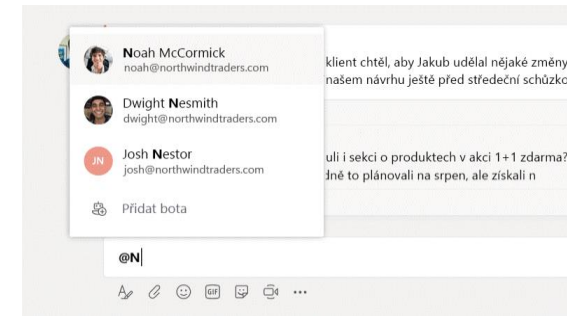 Noah McCormick
noah@northwindtraders.com
klient chtěl, aby Jakub udělal nějaké změny
našem návrhu ještě před středeční schůzko
Dwight Nesmith
dwight@northwindtraders.com
JN
Josh Nestor
josh@northwindtraders.com
uli i sekci o produktech v akci 1+1 zdarma?
dně to plánovali na srpen, ale získali n
Přidat bota
@N
GIF